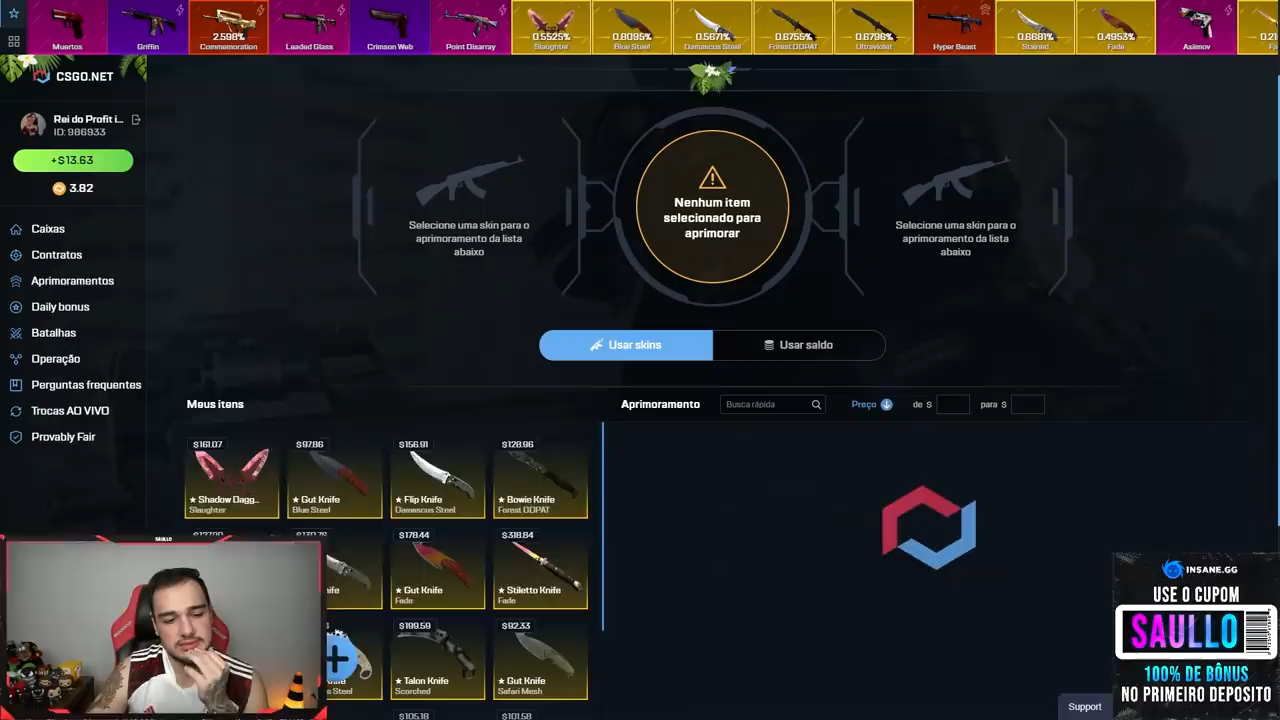 Muertos
Griffin
2.598%
Commemoration
Leaded Glass
Crimson Web
Point Disarray
0.5525%
Slaughter
0.8095%
Blue Steel
0.5671%
Damascus Steel
0.6755%
Forest DDPAT
0.6796%
Ultraviolet
Hyper Beast
0.6681%
Stained
0.4953%
Fade
Asiimov
CSGO.NET
Rei do Profit i...
ID: 986933
+$13.63
3.82
Caixas
Contratos
Aprimoramentos
Daily bonus
Batalhas
Operação
Perguntas frequentes
Trocas AO VIVO
Provably Fair
Selecione uma skin para o
aprimoramento da lista
abaixo
Nenhum item
selecionado para
aprimorar
Selecione uma skin para o
aprimoramento da lista
abaixo
Usar skins
Usar saldo
Meus itens
Aprimoramento
Busca rápida
Preço
de $
para $
$161.07
★ Shadow Dagg...
Slaughter
$97.86
★ Gut Knife
Blue Steel
$156.91
★ Flip Knife
Damascus Steel
$128.96
★ Bowie Knife
Forest DDPAT
$178.44
★ Gut Knife
Fade
$318.84
★ Stiletto Knife
Fade
$199.59
★ Talon Knife
Scorched
$92.33
★ Gut Knife
Safari Mesh
$105.18
$101.58
SAULLO
INSANE.GG
USE O CUPOM
SAULLO
100% DE BÔNUS
NO PRIMEIRO DEPOSITO
Support